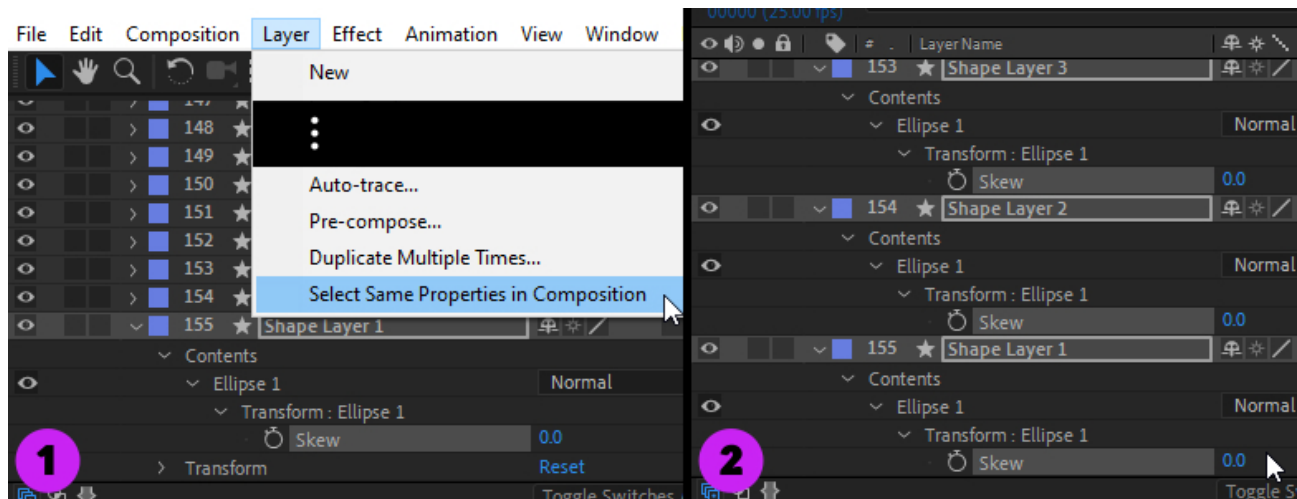 File Edit Composition Layer Effect Animation View Window
New
147
148
149
150
151
152
153
154
Auto-trace...
Pre-compose...
Duplicate Multiple Times...
Select Same Properties in Composition
155 Shape Layer 1
Contents
Ellipse 1 Normal
Transform : Ellipse 1
Skew 0.0
Transform Reset
1
Toggle Switches
00000 (25.00 fps)
# . Layer Name
153 Shape Layer 3
Contents
Ellipse 1 Normal
Transform : Ellipse 1
Skew 0.0
154 Shape Layer 2
Contents
Ellipse 1 Normal
Transform : Ellipse 1
Skew 0.0
155 Shape Layer 1
Contents
Ellipse 1 Normal
Transform : Ellipse 1
Skew 0.0
2
Toggle S